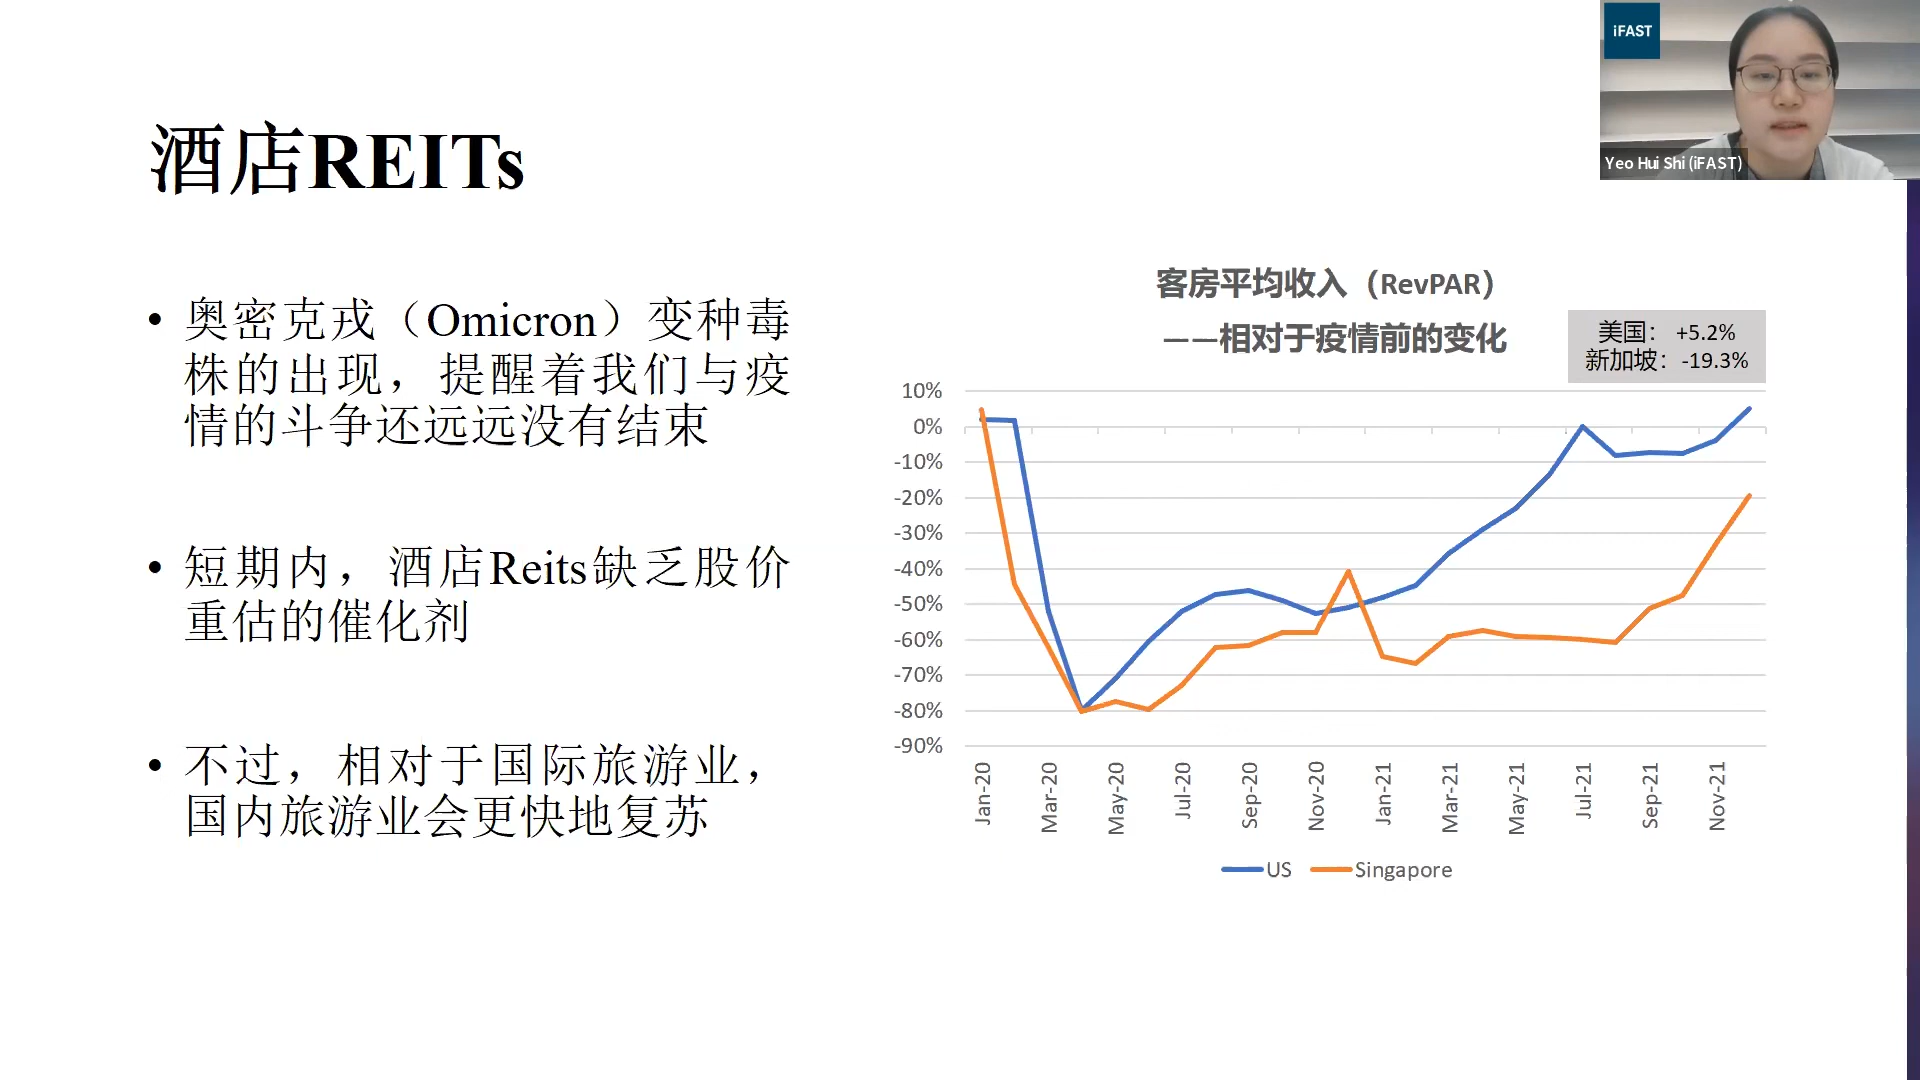 iFAST
Yeo Hui Shi (iFAST)
酒店REITs
• 奥密克戎（Omicron）变种毒
株的出现，提醒着我们与疫
情的斗争还远远没有结束
• 短期内，酒店Reits缺乏股价
重估的催化剂
• 不过，相对于国际旅游业，
国内旅游业会更快地复苏
客房平均收入（RevPAR）
——相对于疫情前的变化
美国： +5.2%
新加坡：-19.3%
10%
0%
-10%
-20%
-30%
-40%
-50%
-60%
-70%
-80%
-90%
Jan-20
Mar-20
May-20
Jul-20
Sep-20
Nov-20
Jan-21
Mar-21
May-21
Jul-21
Sep-21
Nov-21
US
Singapore